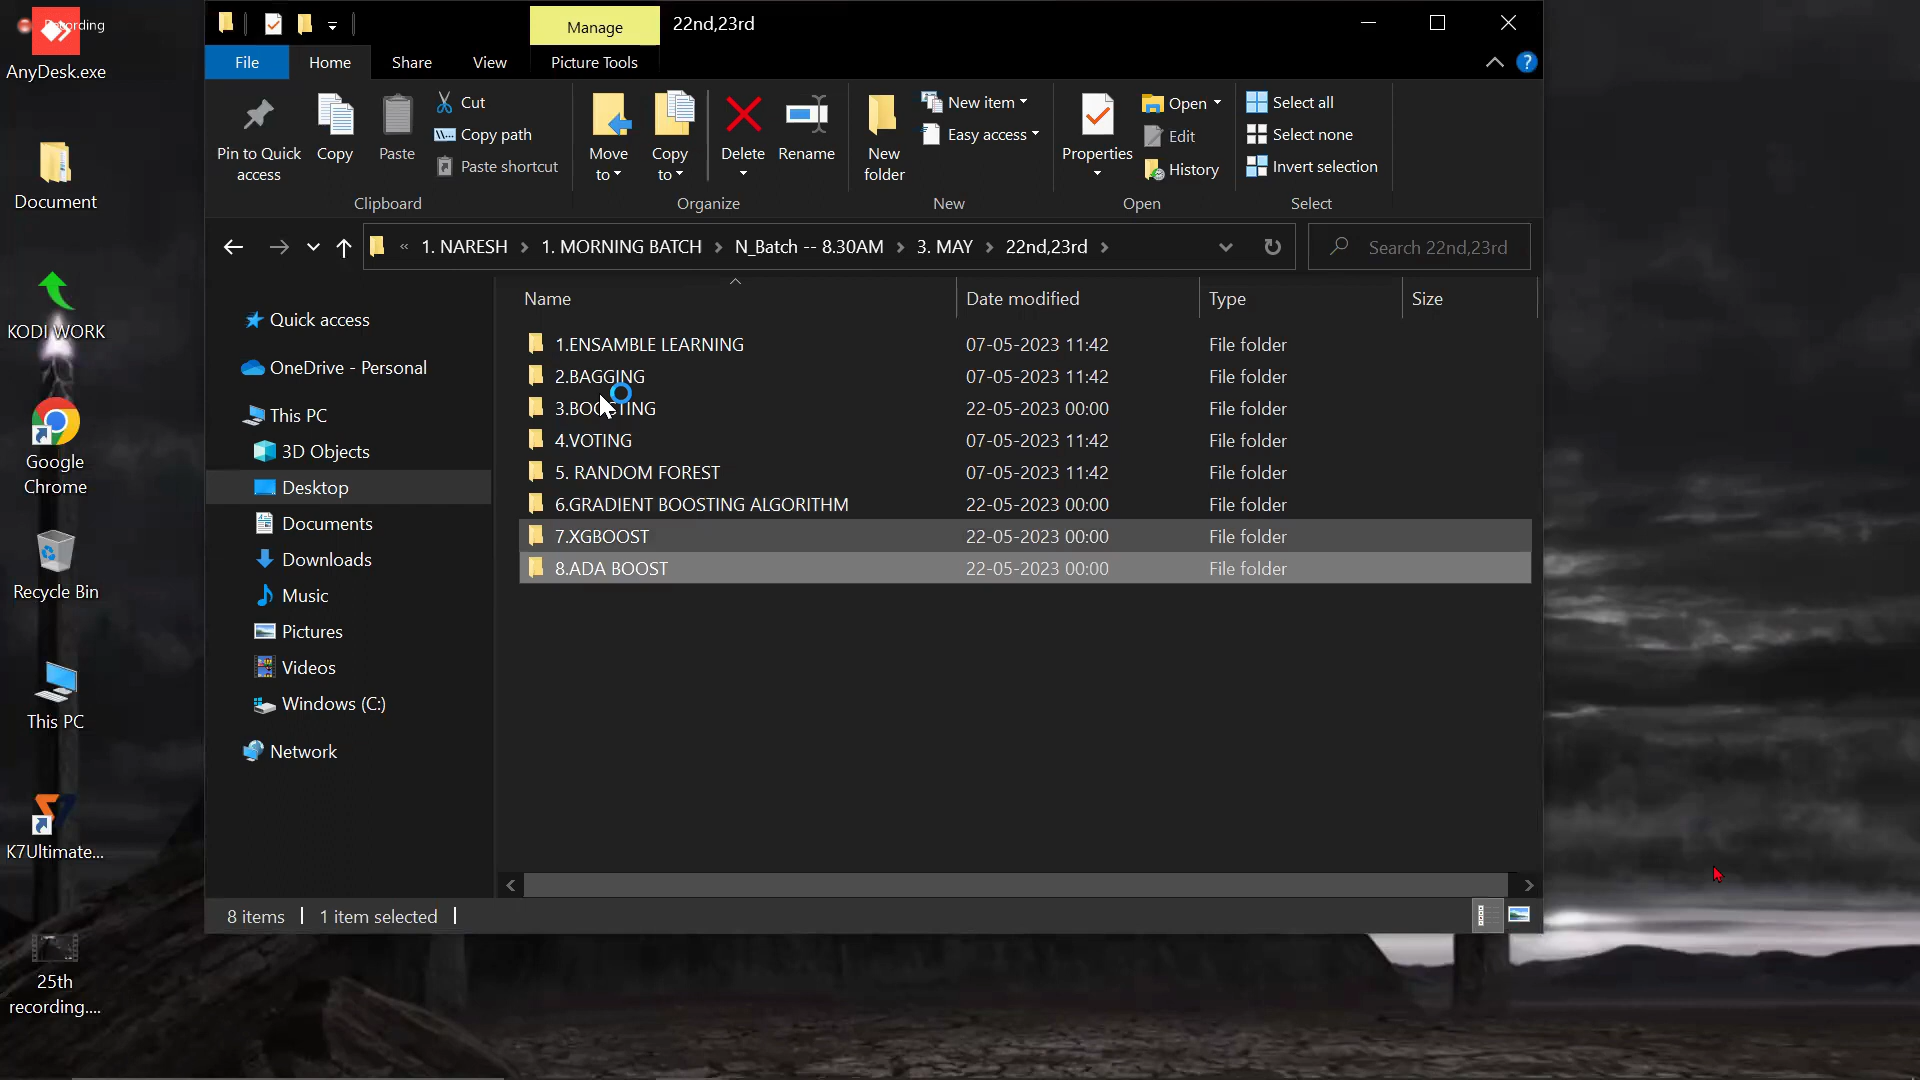 Recording
AnyDesk.exe
Document
KODI WORK
Google
Chrome
Recycle Bin
This PC
K7Ultimate...
25th
recording....
Manage
22nd,23rd
File
Home
Share
View
Picture Tools
Pin to Quick
access
Copy
Paste
Cut
Copy path
Paste shortcut
Clipboard
Move
to
Copy
to
Delete
Rename
Organize
New
folder
New item
Easy access
New
Properties
Open
Edit
History
Open
Select all
Select none
Invert selection
Select
« 1. NARESH > 1. MORNING BATCH > N_Batch -- 8.30AM > 3. MAY > 22nd,23rd >
Search 22nd,23rd
Quick access
OneDrive - Personal
This PC
3D Objects
Desktop
Documents
Downloads
Music
Pictures
Videos
Windows (C:)
Network
Name Date modified Type Size
1.ENSAMBLE LEARNING 07-05-2023 11:42 File folder
2.BAGGING 07-05-2023 11:42 File folder
3.BOOSTING 22-05-2023 00:00 File folder
4.VOTING 07-05-2023 11:42 File folder
5. RANDOM FOREST 07-05-2023 11:42 File folder
6.GRADIENT BOOSTING ALGORITHM 22-05-2023 00:00 File folder
7.XGBOOST 22-05-2023 00:00 File folder
8.ADA BOOST 22-05-2023 00:00 File folder
8 items 1 item selected